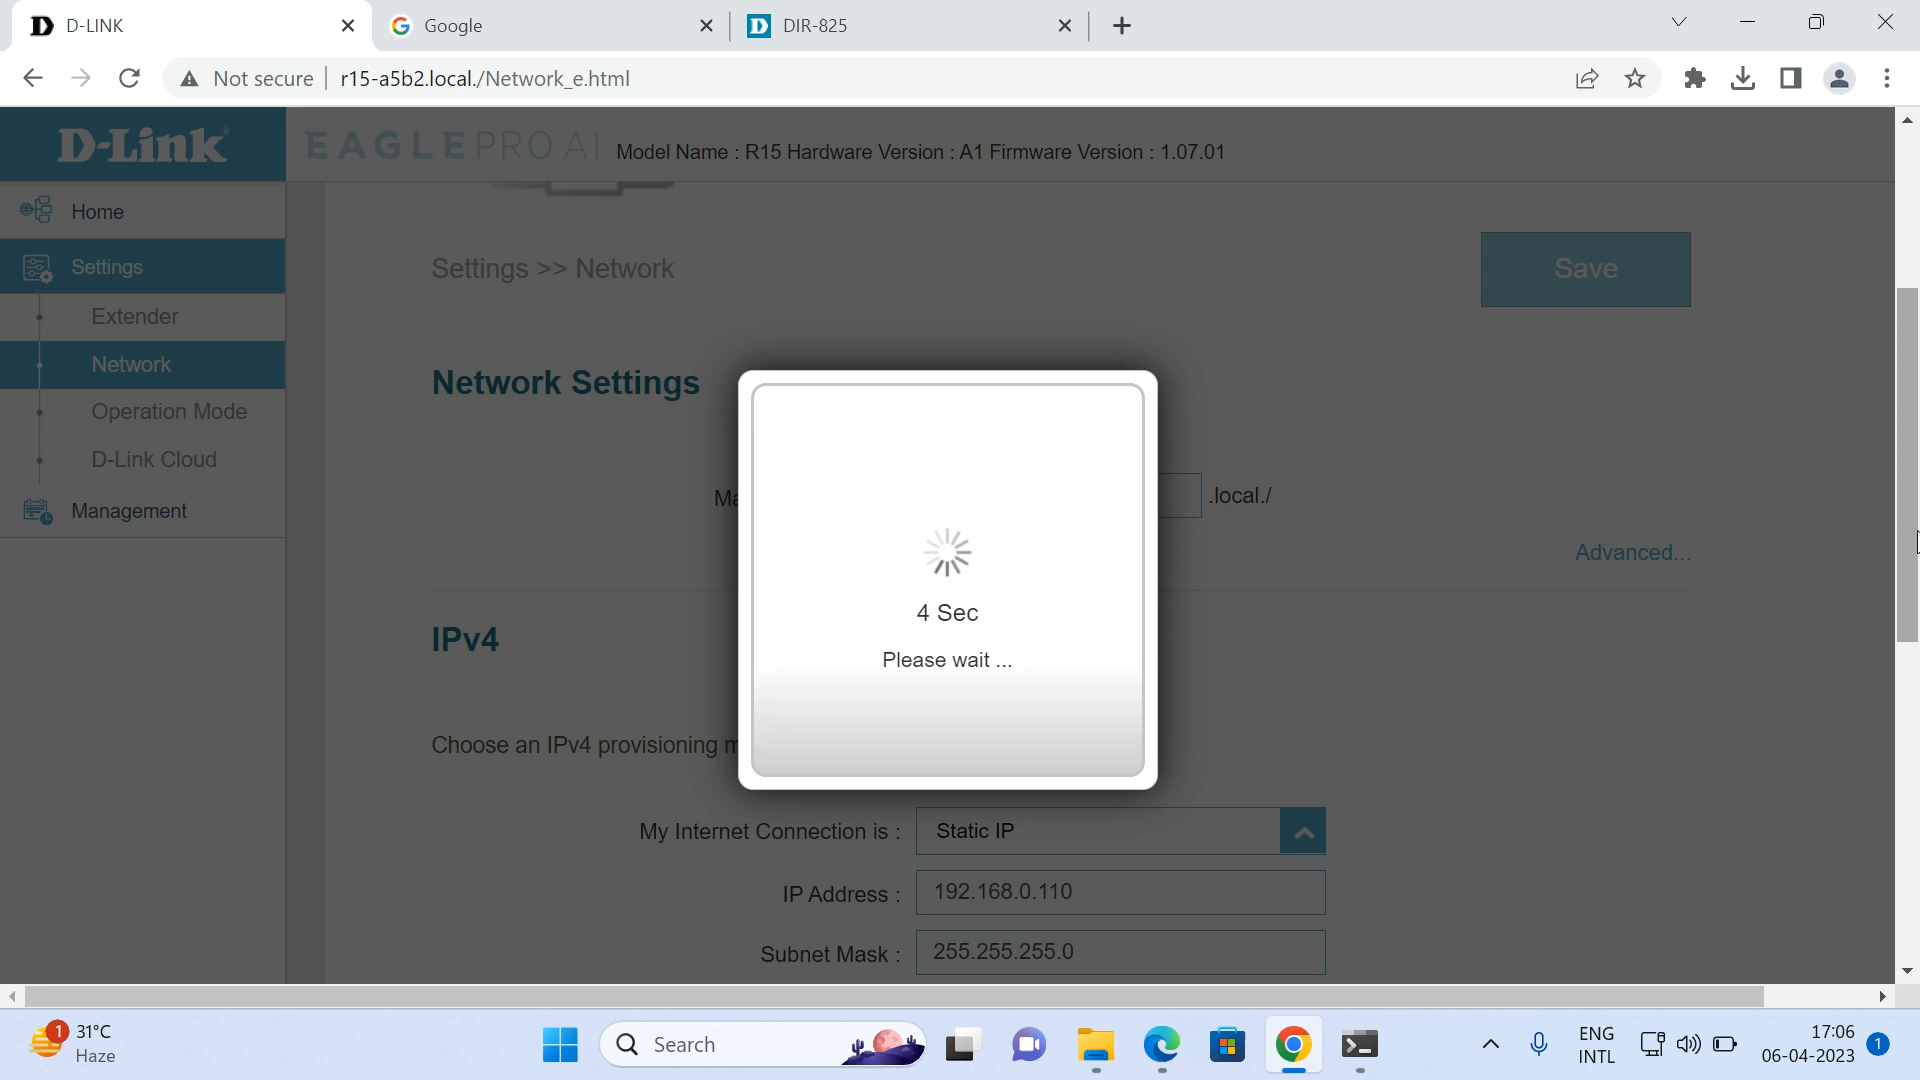 D-LINK
Google
DIR-825
Not secure
r15-a5b2.local./Network_e.html
D-Link
EAGLE PRO AI
Model Name : R15 Hardware Version : A1 Firmware Version : 1.07.01
Home
Settings
Extender
Network
Operation Mode
D-Link Cloud
Management
Settings >> Network
Save
Network Settings
.local./
Advanced...
4 Sec
Please wait ...
IPv4
Choose an IPv4 provisioning
My Internet Connection is :
Static IP
IP Address :
192.168.0.110
Subnet Mask :
255.255.255.0
1
31°C
Haze
Search
ENG
INTL
17:06
06-04-2023
1